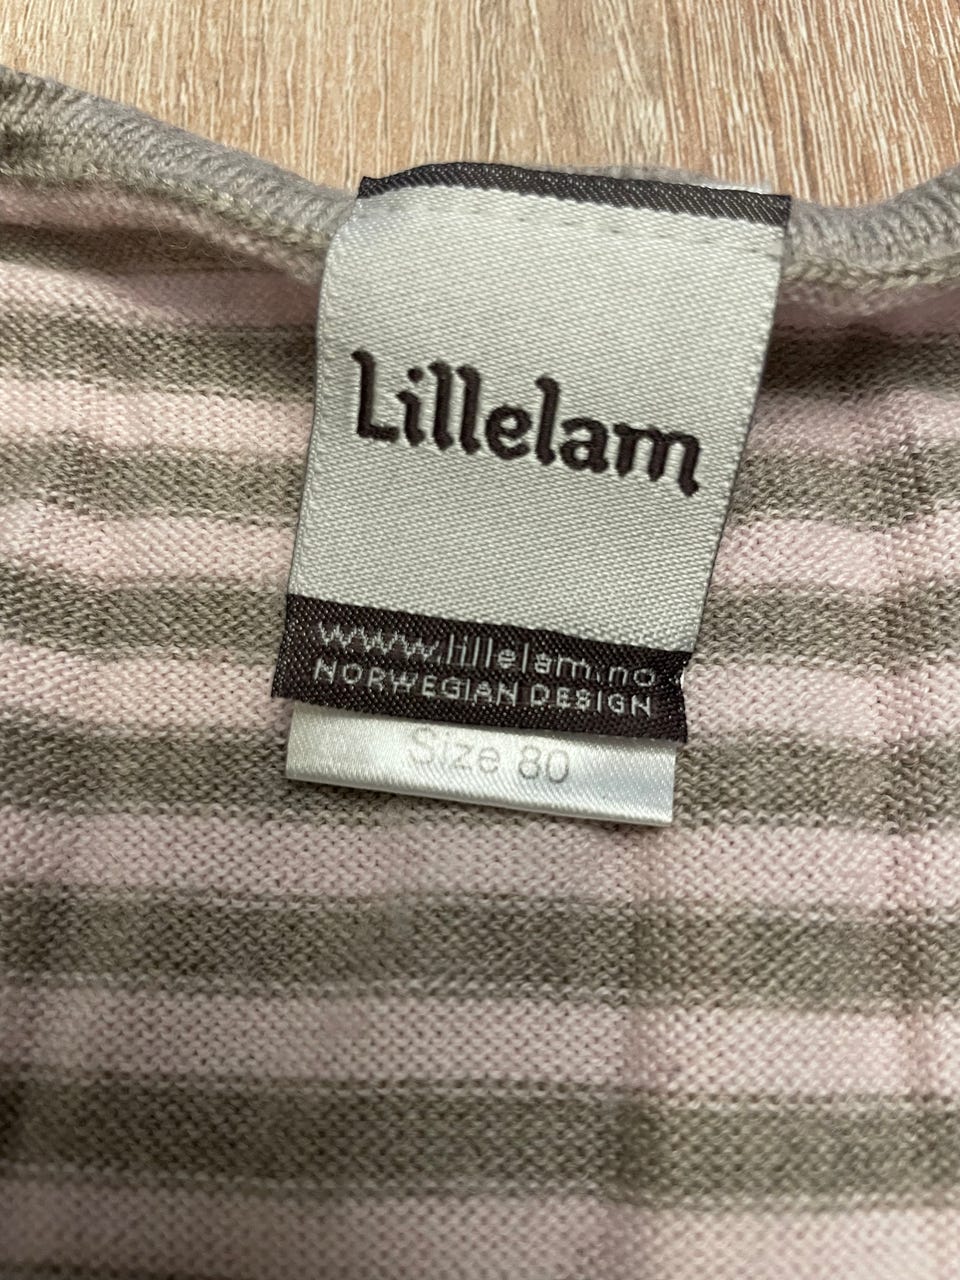 Lillelam
www.lillelam.no
NORWEGIAN DESIGN
Size 80